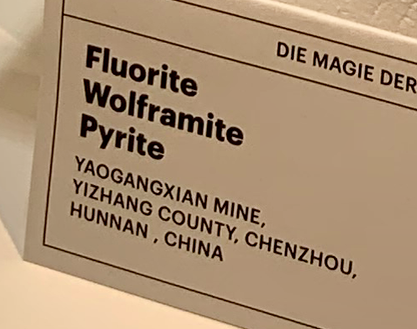 DIE MAGIE DER
Fluorite
Wolframite
Pyrite
YAOGANGXIAN MINE,
YIZHANG COUNTY, CHENZHOU,
HUNNAN , CHINA